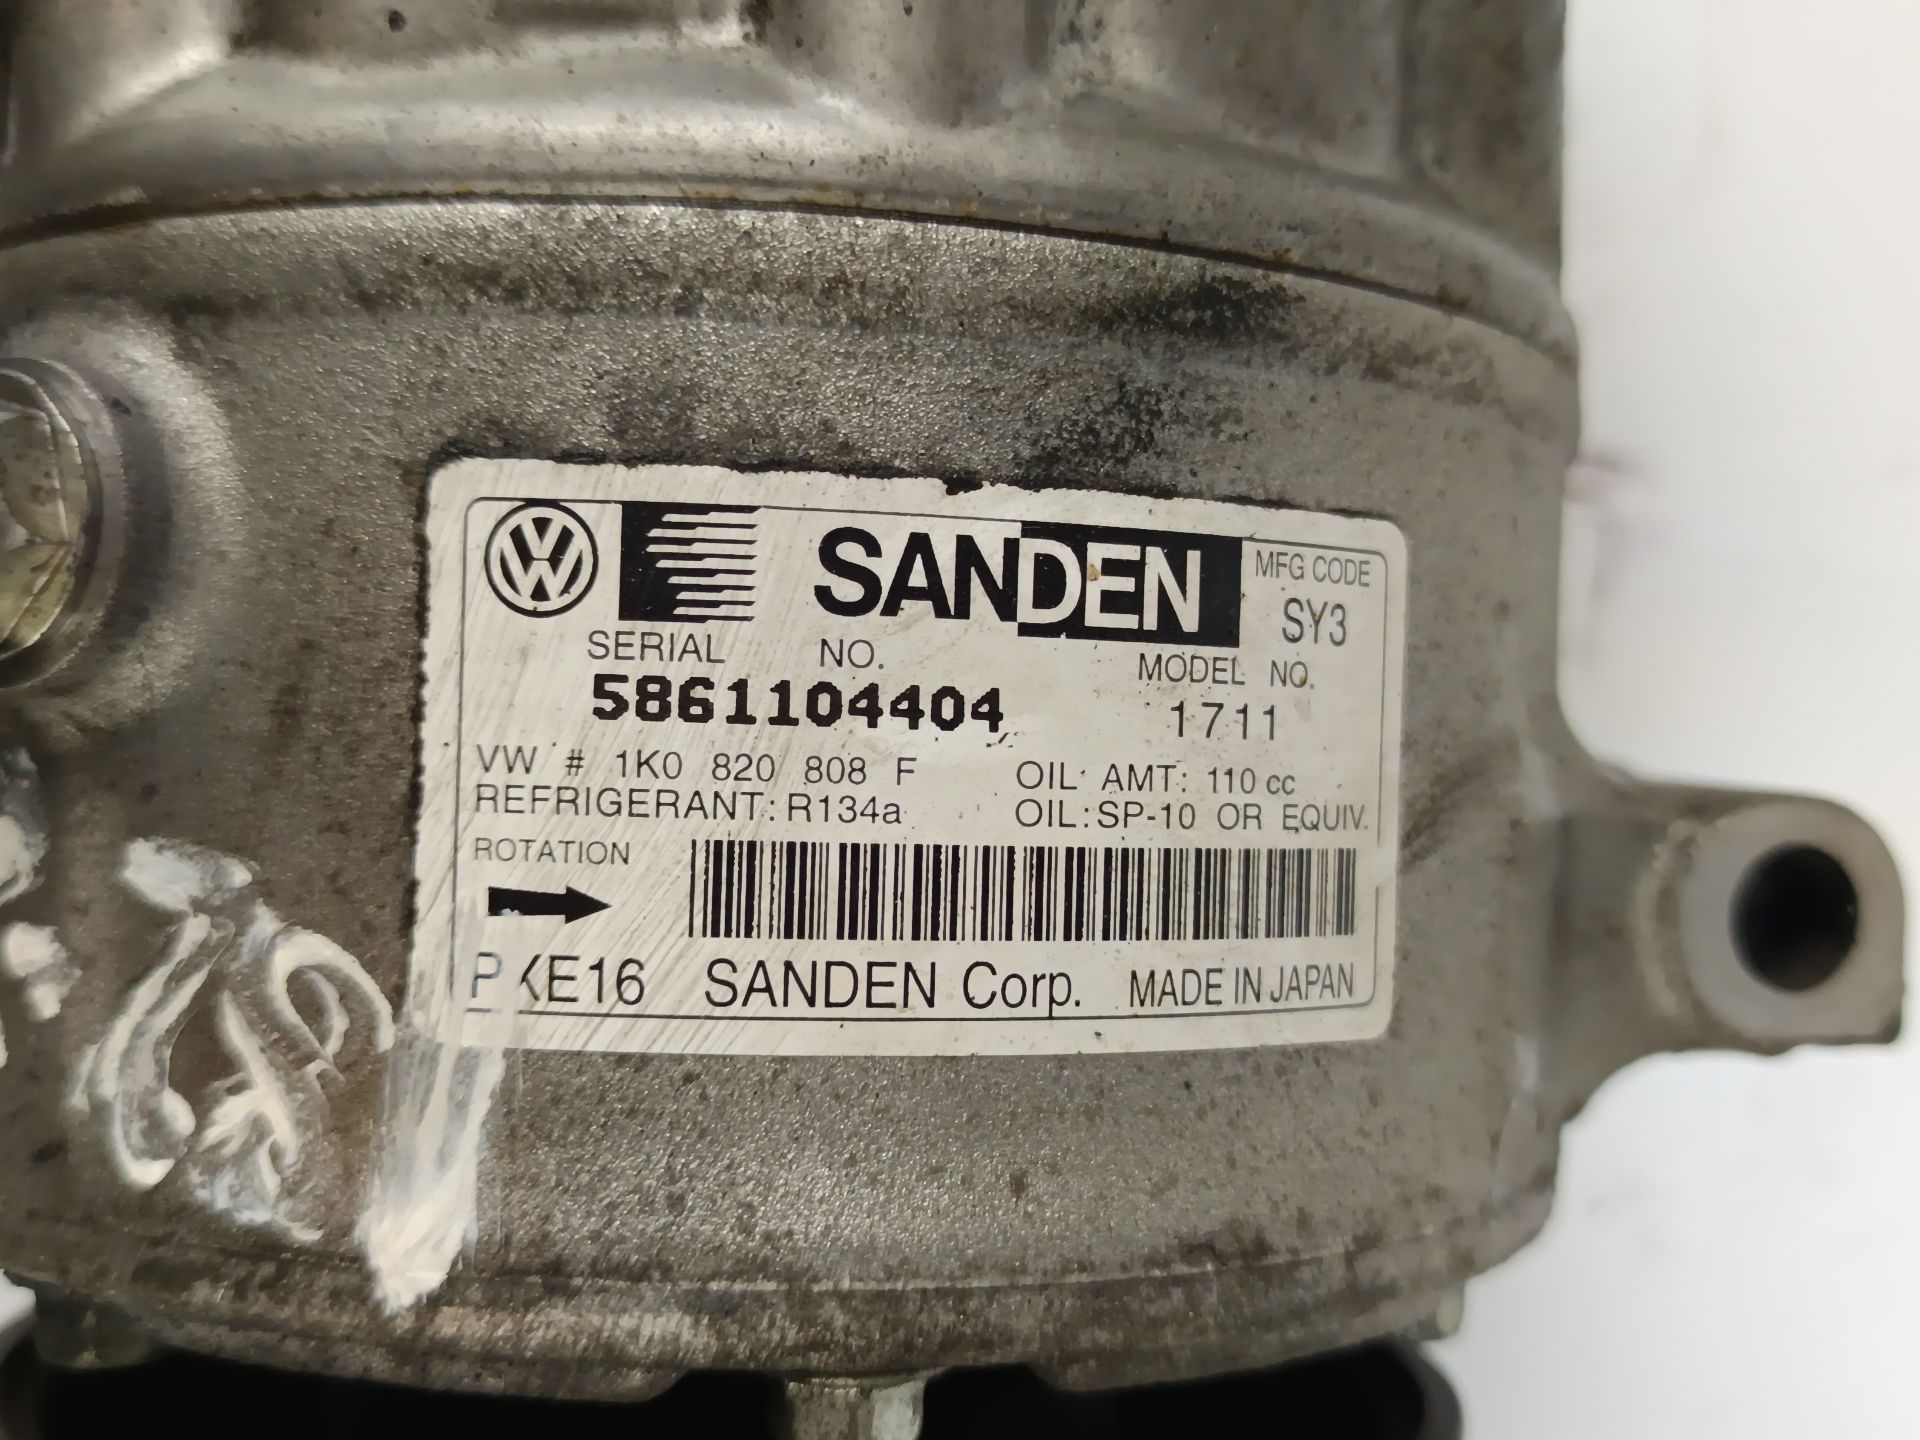 SANDEN
MFG CODE
SY3
SERIAL NO.
5861104404
MODEL NO.
1711
VW # 1K0 820 808 F
OIL AMT: 110 cc
REFRIGERANT: R134a
OIL: SP-10 OR EQUIV.
ROTATION
PXE16 SANDEN Corp. MADE IN JAPAN